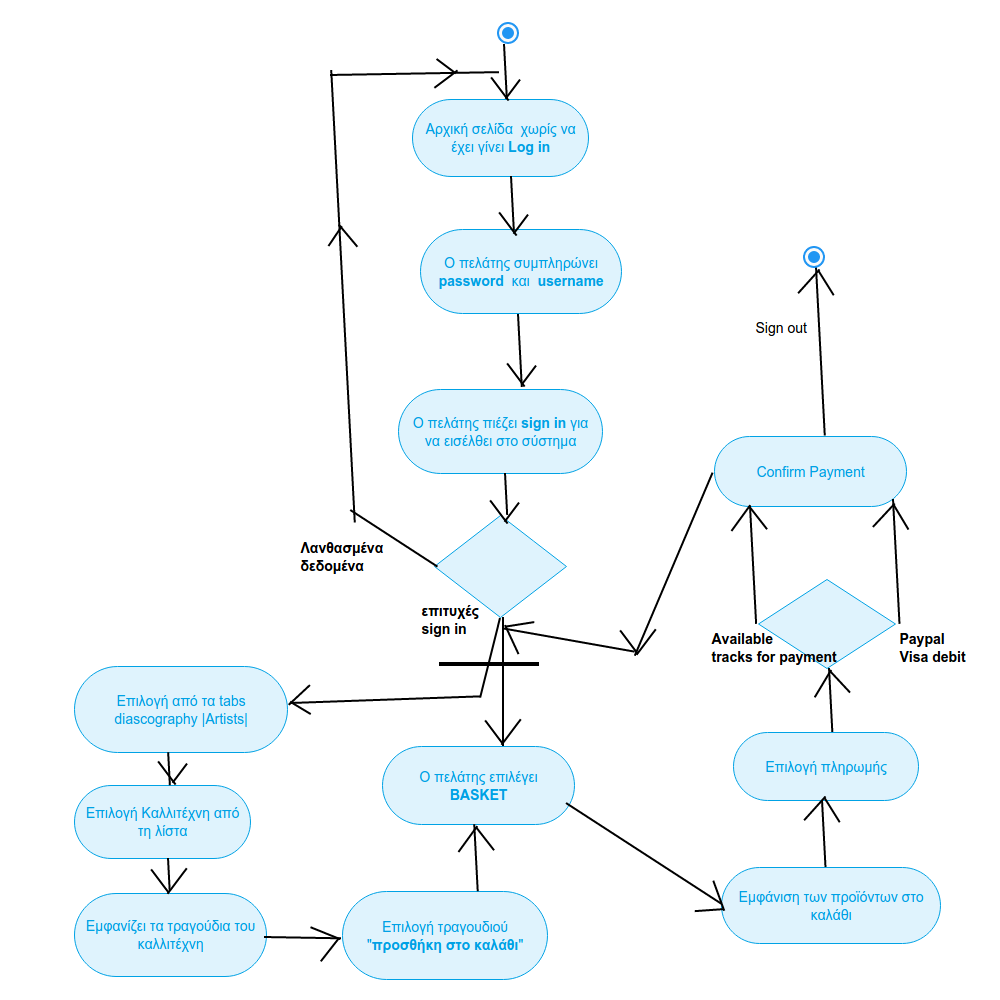 Αρχική σελίδα χωρίς να
έχει γίνει Log in
Ο πελάτης συμπληρώνει
password και username
Ο πελάτης πιέζει sign in για
να εισέλθει στο σύστημα
Λανθασμένα
δεδομένα
επιτυχές
sign in
Επιλογή από τα tabs
diascography |Artists|
Επιλογή Καλλιτέχνη από
τη λίστα
Εμφανίζει τα τραγούδια του
καλλιτέχνη
Επιλογή τραγουδιού
"προσθήκη στο καλάθι"
Ο πελάτης επιλέγει
BASKET
Εμφάνιση των προϊόντων στο
καλάθι
Επιλογή πληρωμής
Available
tracks for payment
Paypal
Visa debit
Confirm Payment
Sign out